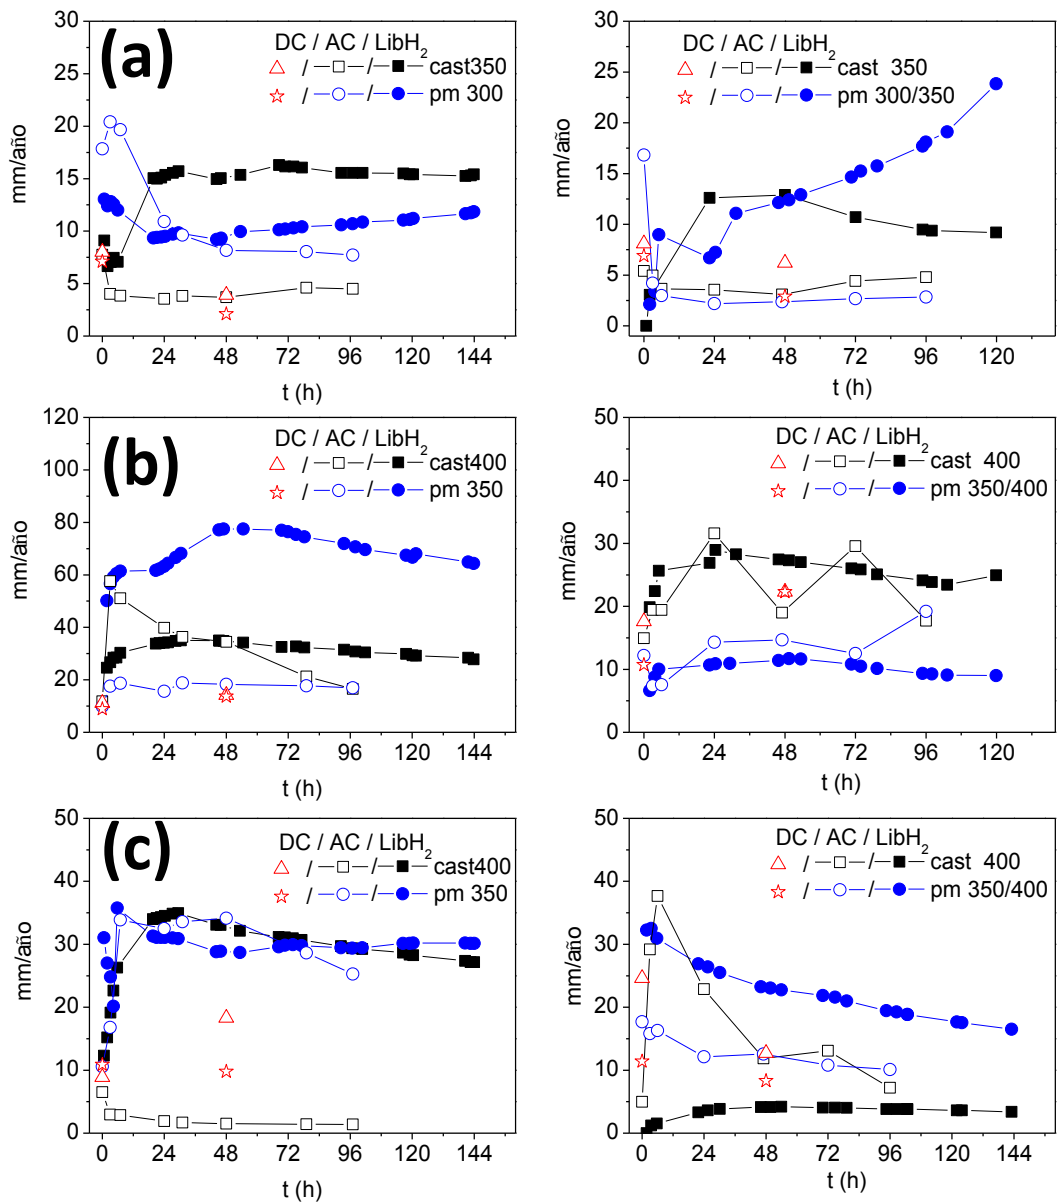 (a)
mm/año
30
25
20
15
10
5
0
DC / AC / LibH2
/ / cast350
/ / pm 300
0 24 48 72 96 120 144
t (h)
mm/año
30
25
20
15
10
5
0
DC / AC / LibH2
/ / cast 350
/ / pm 300/350
0 24 48 72 96 120
t (h)
(b)
mm/año
120
100
80
60
40
20
0
DC / AC / LibH2
/ / cast400
/ / pm 350
0 24 48 72 96 120 144
t (h)
mm/año
50
40
30
20
10
0
DC / AC / LibH2
/ / cast 400
/ / pm 350/400
0 24 48 72 96 120
t (h)
(c)
mm/año
50
40
30
20
10
0
DC / AC / LibH2
/ / cast400
/ / pm 350
0 24 48 72 96 120 144
t (h)
mm/año
50
40
30
20
10
0
DC / AC / LibH2
/ / cast 400
/ / pm 350/400
0 24 48 72 96 120 144
t (h)